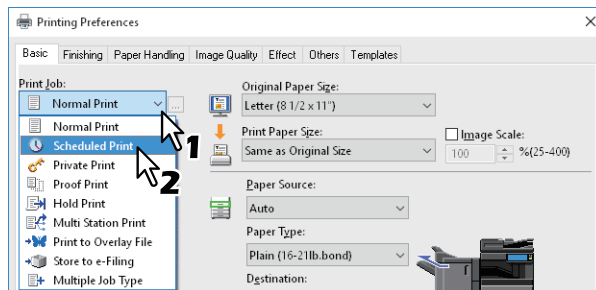 Printing Preferences
Basic Finishing Paper Handling Image Quality Effect Others Templates
Print Job:
Normal Print ...
Normal Print
Scheduled Print
Private Print
Proof Print
Hold Print
Multi Station Print
Print to Overlay File
Store to e-Filing
Multiple Job Type
1
2
Original Paper Size:
Letter (8 1/2 x 11")
Print Paper Size:
Same as Original Size
Image Scale:
100 %(25-400)
Paper Source:
Auto
Paper Type:
Plain (16-21lb.bond)
Destination: